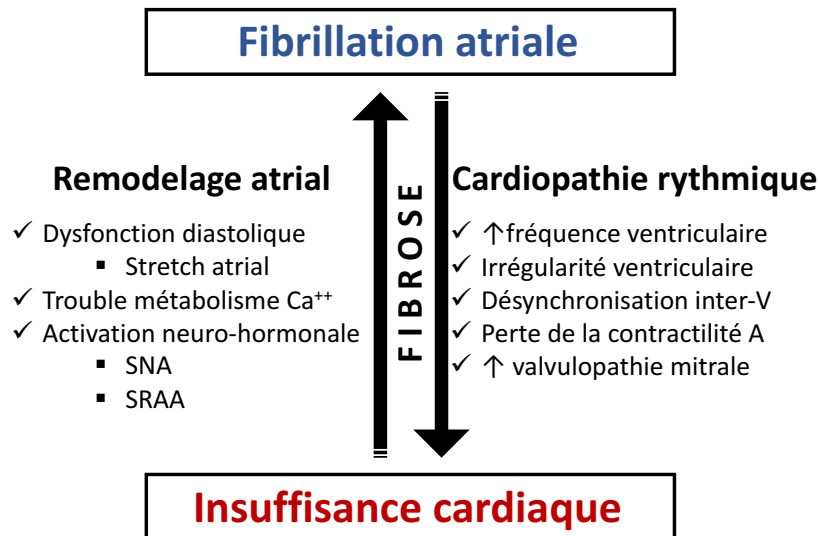 Fibrillation atriale
Remodelage atrial
✓ Dysfonction diastolique
▪ Stretch atrial
✓ Trouble métabolisme Ca⁺⁺
✓ Activation neuro-hormonale
▪ SNA
▪ SRAA
FIBROSE
Cardiopathie rythmique
✓ ↑fréquence ventriculaire
✓ Irrégularité ventriculaire
✓ Désynchronisation inter-V
✓ Perte de la contractilité A
✓ ↑ valvulopathie mitrale
Insuffisance cardiaque